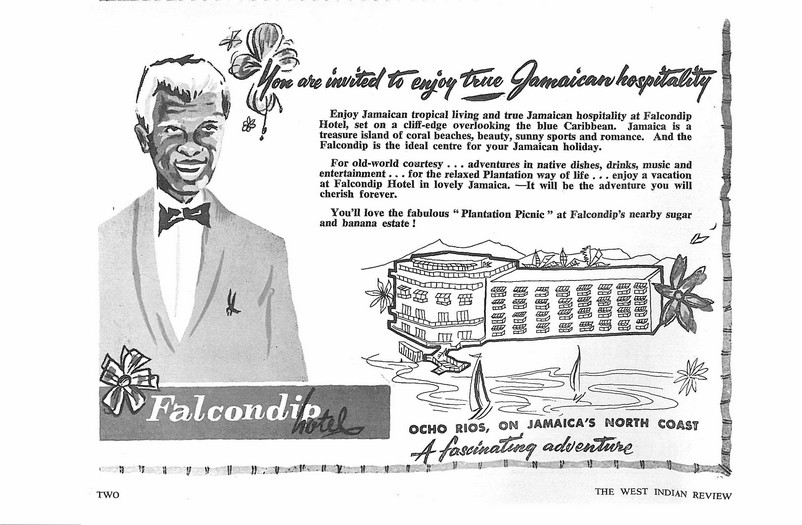 You are invited to enjoy true Jamaican hospitality
Enjoy Jamaican tropical living and true Jamaican hospitality at Falcondip
Hotel, set on a cliff-edge overlooking the blue Caribbean. Jamaica is a
treasure island of coral beaches, beauty, sunny sports and romance. And the
Falcondip is the ideal centre for your Jamaican holiday.
For old-world courtesy . . . adventures in native dishes, drinks, music and
entertainment . . . for the relaxed Plantation way of life . . . enjoy a vacation
at Falcondip Hotel in lovely Jamaica. —It will be the adventure you will
cherish forever.
You'll love the fabulous "Plantation Picnic" at Falcondip's nearby sugar
and banana estate !
Falcondip
hotel
OCHO RIOS, ON JAMAICA'S NORTH COAST
A fascinating adventure
TWO
THE WEST INDIAN REVIEW